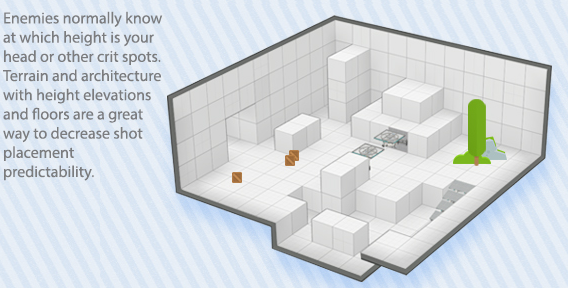 Enemies normally know
at which height is your
head or other crit spots.
Terrain and architecture
with height elevations
and floors are a great
way to decrease shot
placement
predictability.